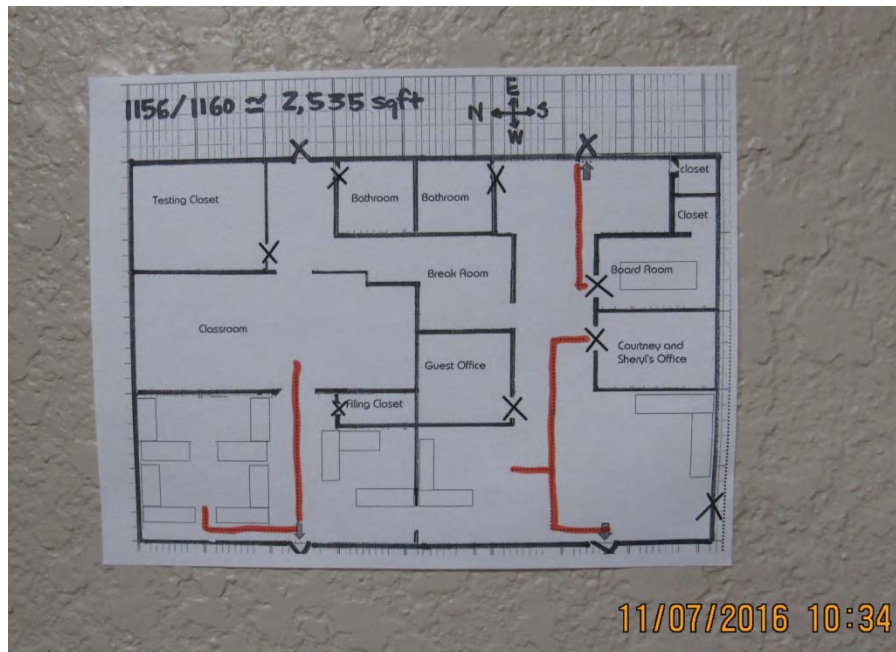 1156/1160 ≈ 2,535 sqft
E
N S
W
X
X
Testing Closet
Bathroom
Bathroom
closet
Closet
Break Room
Board Room
Classroom
Guest Office
Courtney and
Sheryl's Office
Filing Closet
11/07/2016 10:34